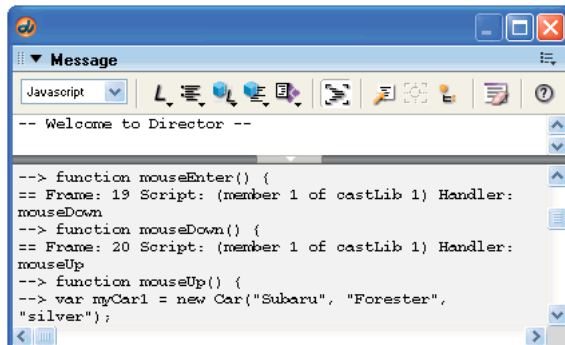 Message
Javascript
-- Welcome to Director --
--> function mouseEnter() {
== Frame: 19 Script: (member 1 of castLib 1) Handler:
mouseDown
--> function mouseDown() {
== Frame: 20 Script: (member 1 of castLib 1) Handler:
mouseUp
--> function mouseUp() {
--> var myCar1 = new Car("Subaru", "Forester",
"silver");